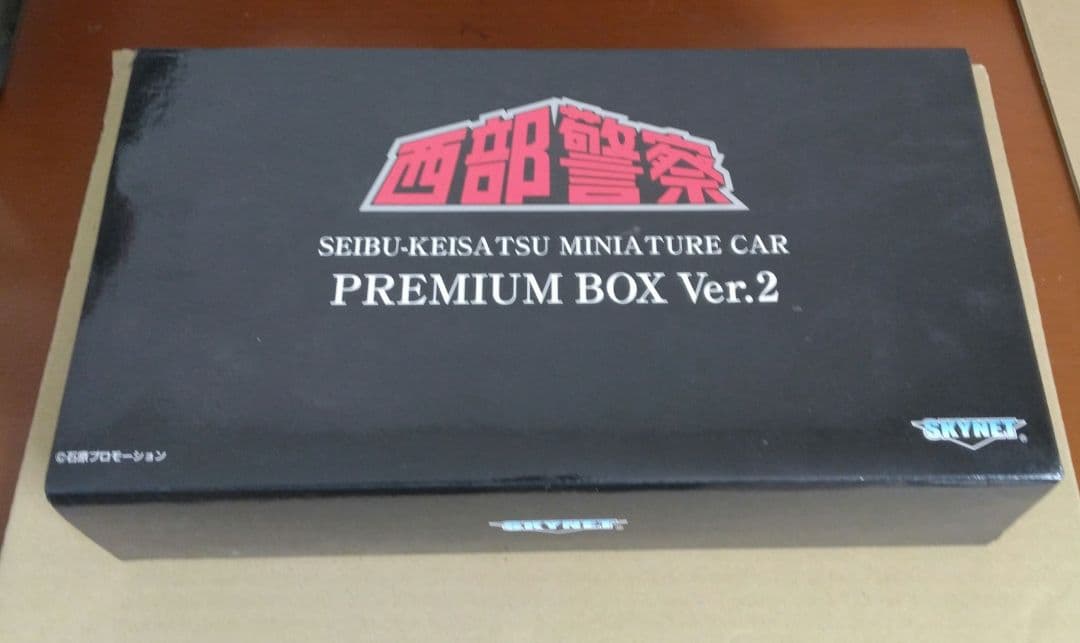 西部警察
SEIBU-KEISATSU MINIATURE CAR
PREMIUM BOX Ver.2
SKYNET®
©石原プロモーション
SKYNET®